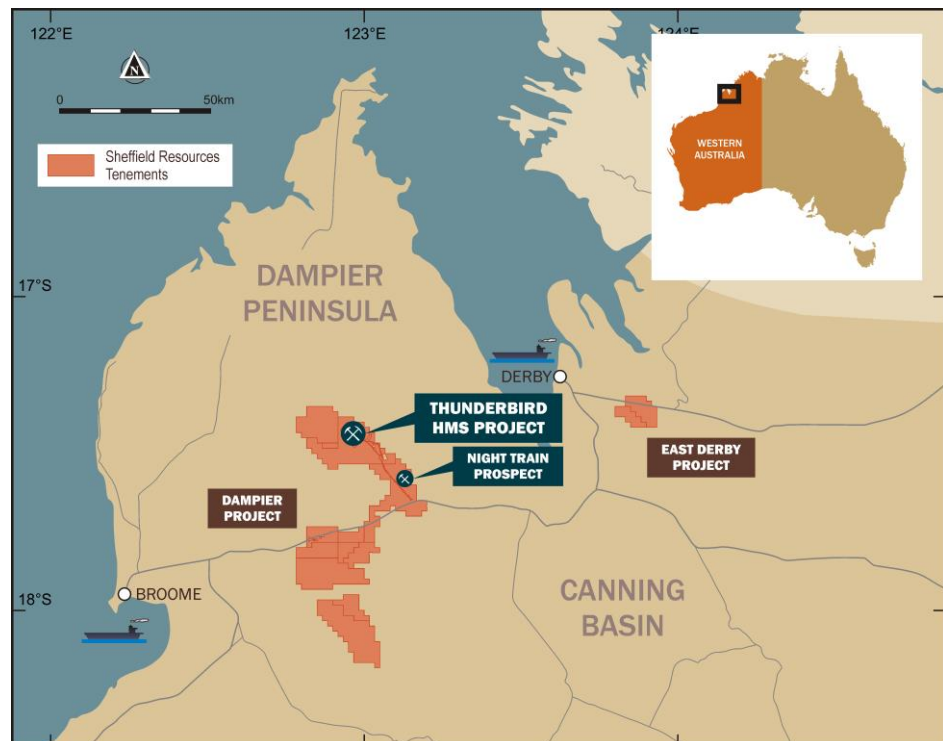 122°E
123°E
124°E
N
0
50km
Sheffield Resources
Tenements
WESTERN
AUSTRALIA
DAMPIER
PENINSULA
17°S
DERBY
THUNDERBIRD
HMS PROJECT
NIGHT TRAIN
PROSPECT
EAST DERBY
PROJECT
DAMPIER
PROJECT
BROOME
CANNING
BASIN
18°S